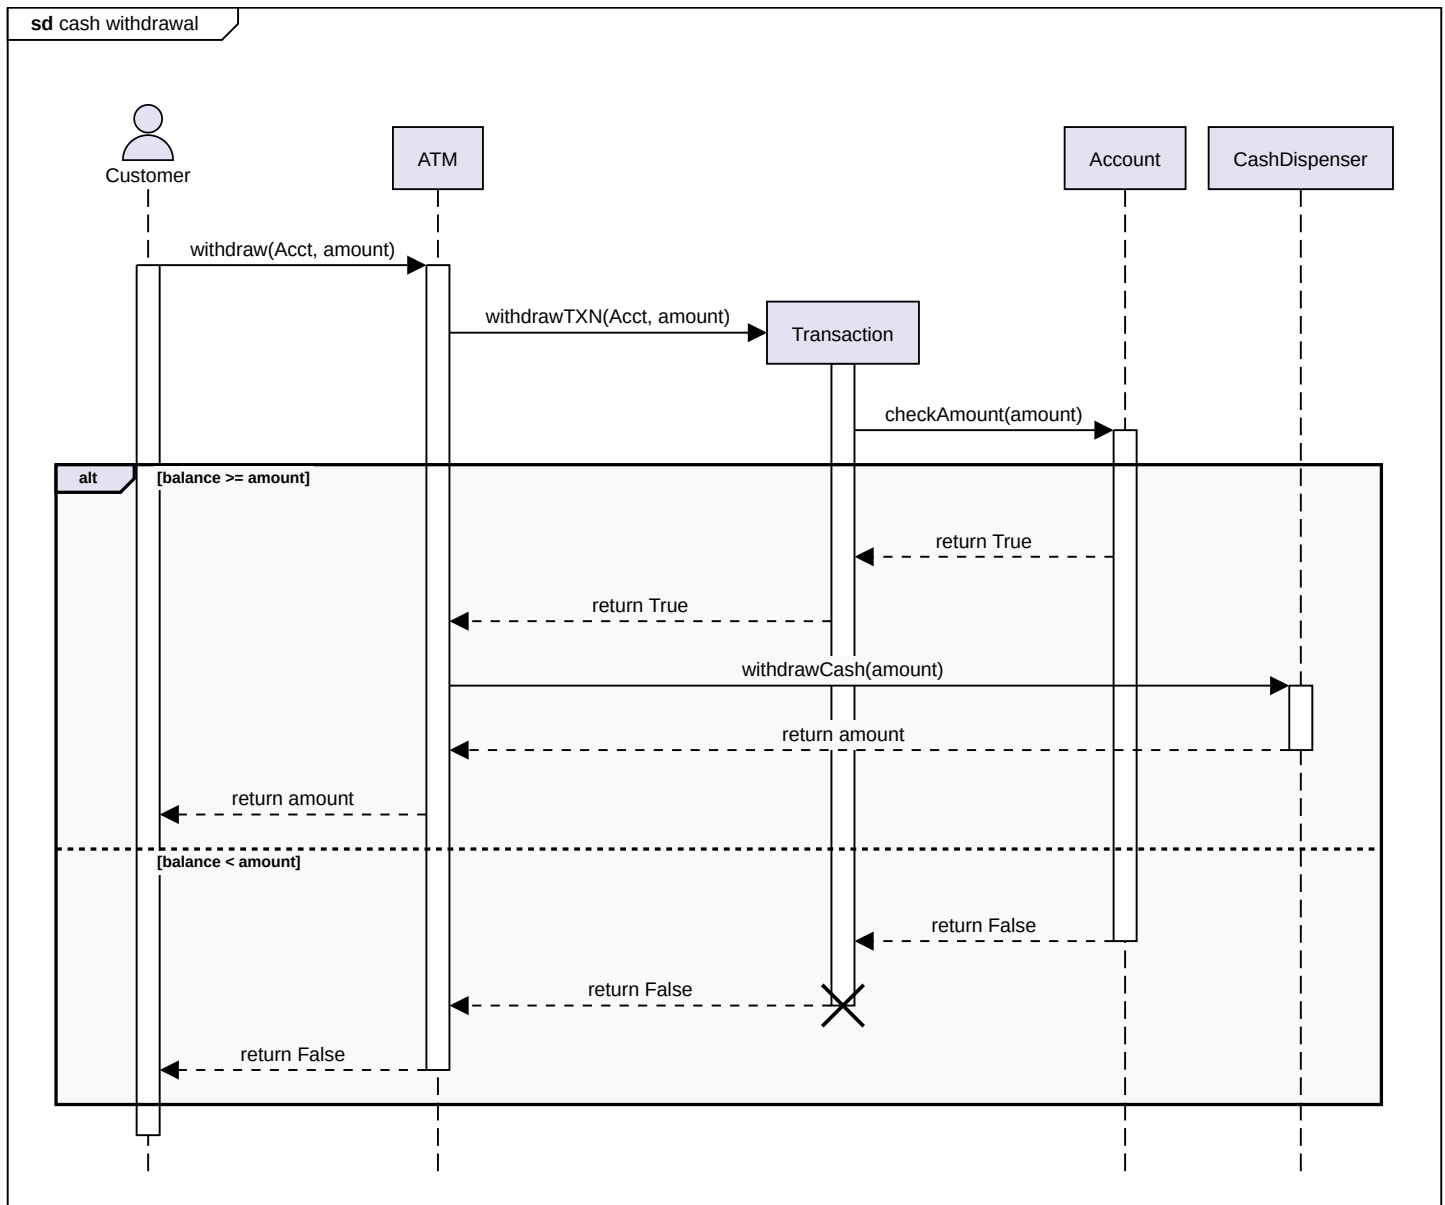 sd cash withdrawal
Customer
ATM
Account
CashDispenser
withdraw(Acct, amount)
withdrawTXN(Acct, amount)
Transaction
checkAmount(amount)
alt
[balance >= amount]
return True
return True
withdrawCash(amount)
return amount
return amount
[balance < amount]
return False
return False
return False